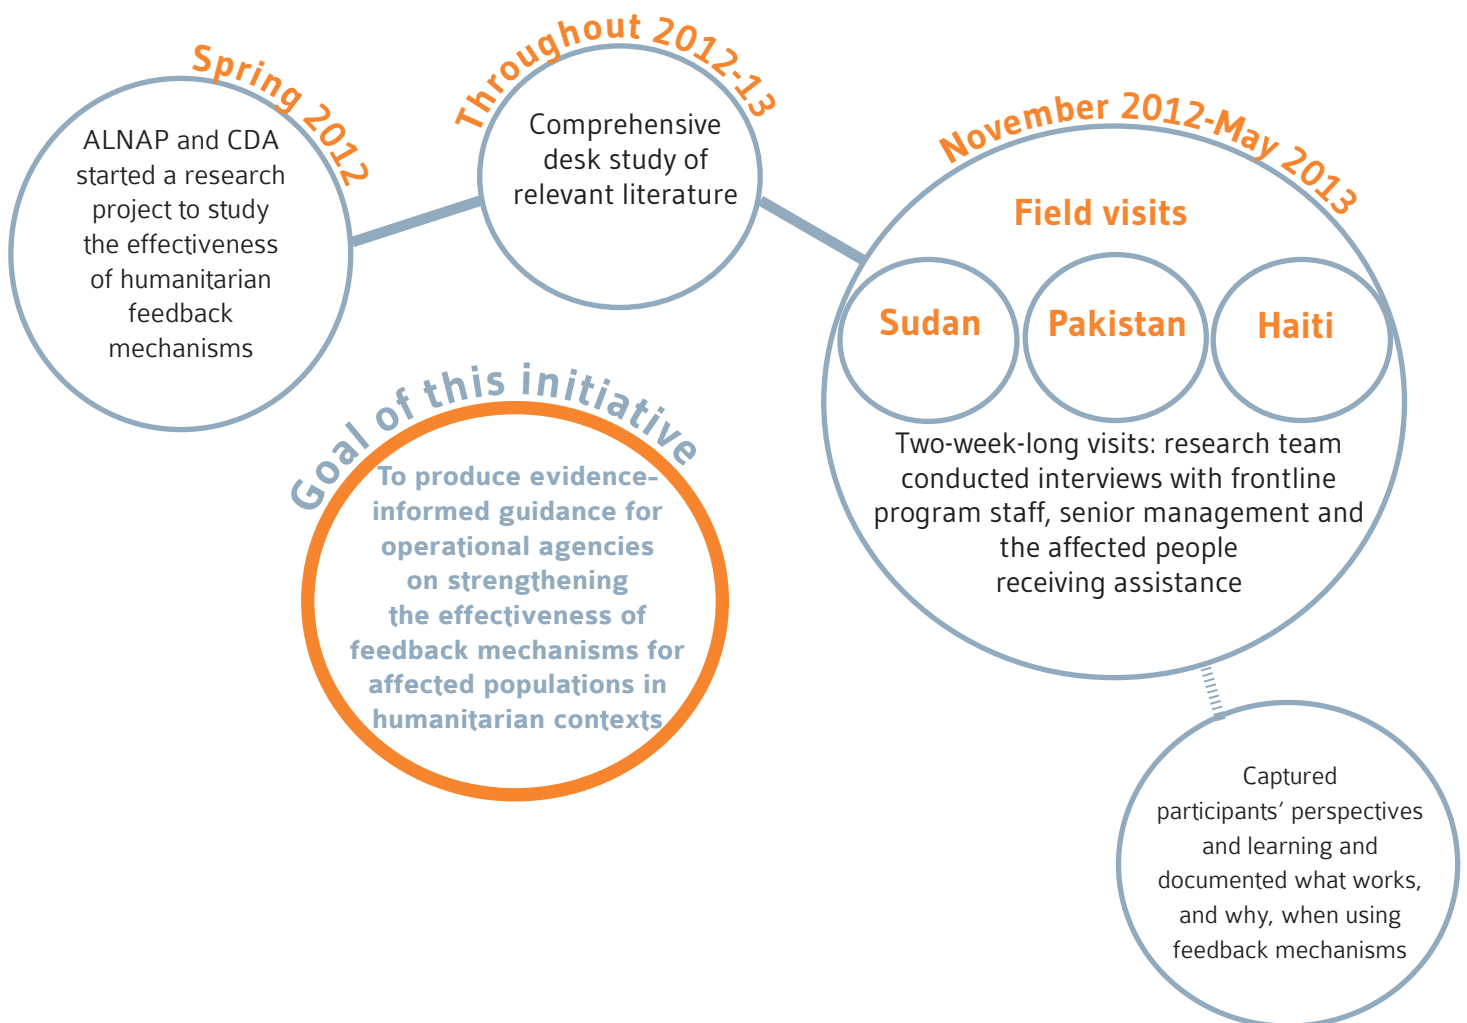 Spring 2012
ALNAP and CDA
started a research
project to study
the effectiveness
of humanitarian
feedback
mechanisms
Throughout 2012-13
Comprehensive
desk study of
relevant literature
November 2012-May 2013
Field visits
Sudan
Pakistan
Haiti
Two-week-long visits: research team
conducted interviews with frontline
program staff, senior management and
the affected people
receiving assistance
Goal of this initiative
To produce evidence-
informed guidance for
operational agencies
on strengthening
the effectiveness of
feedback mechanisms for
affected populations in
humanitarian contexts
Captured
participants’ perspectives
and learning and
documented what works,
and why, when using
feedback mechanisms